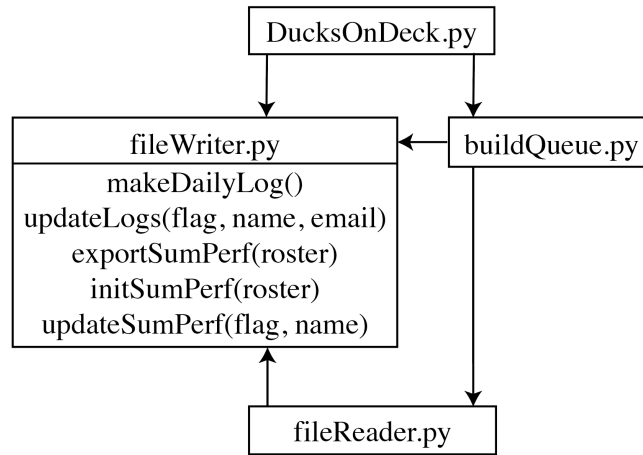 DucksOnDeck.py
fileWriter.py
buildQueue.py
makeDailyLog()
updateLogs(flag, name, email)
exportSumPerf(roster)
initSumPerf(roster)
updateSumPerf(flag, name)
fileReader.py